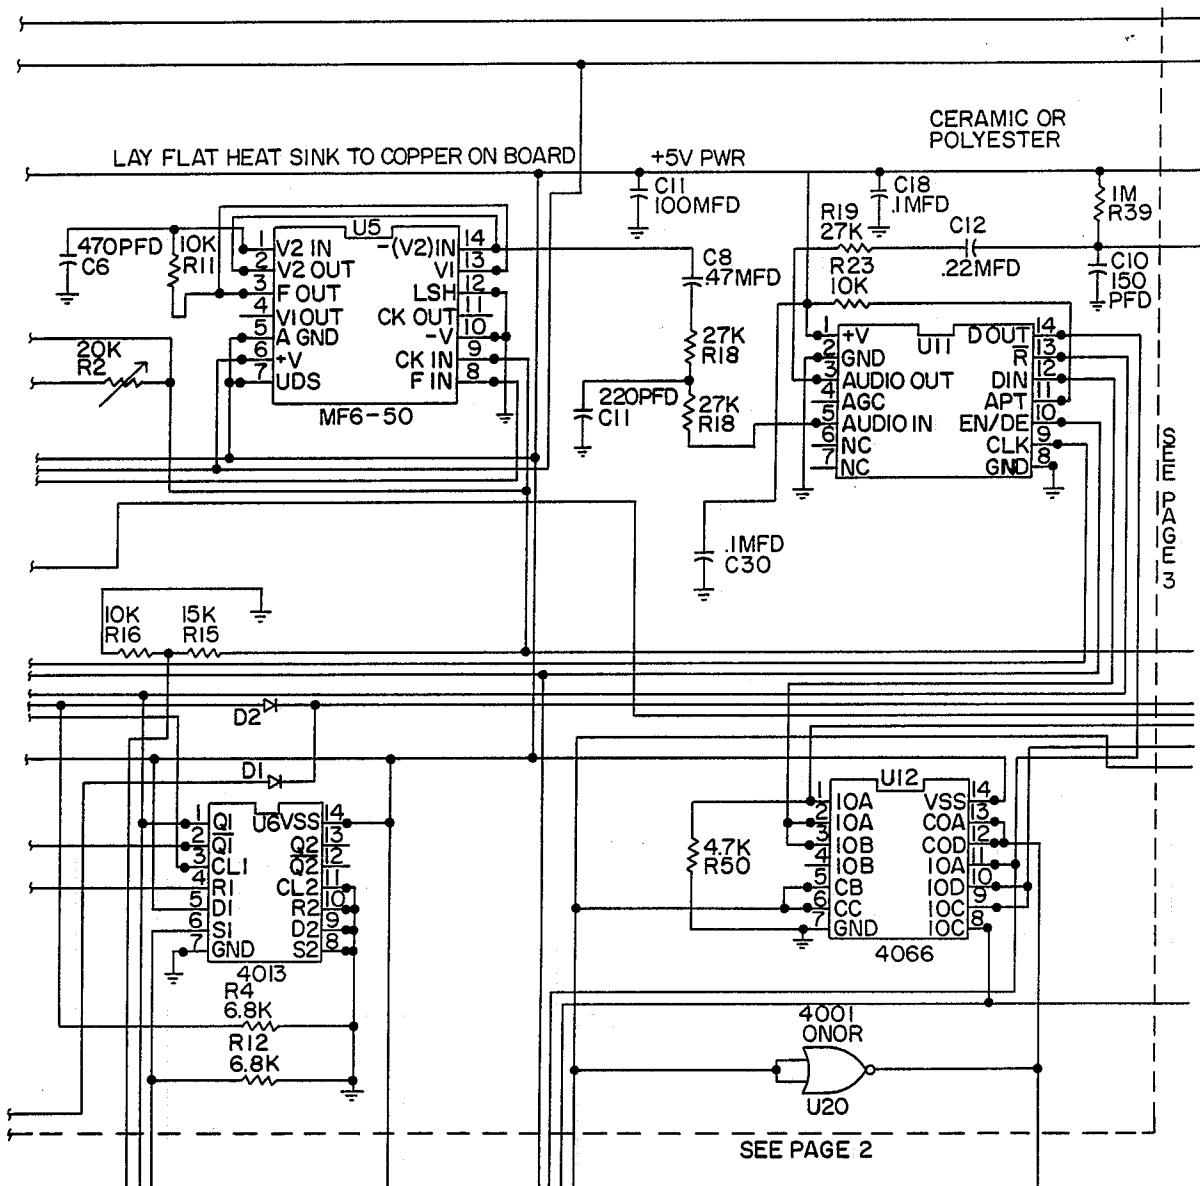 CERAMIC OR
POLYESTER
LAY FLAT HEAT SINK TO COPPER ON BOARD
+5V PWR
C11
100MFD
C18
.1MFD
1M
R39
470PFD
C6
10K
R11
U5
1 V2 IN
2 V2 OUT
3 F OUT
4 V1 OUT
5 A GND
6 +V
7 UDS
-(V2)IN 14
V1 13
LSH 12
CK OUT 11
-V 10
CK IN 9
F IN 8
MF6-50
20K
R2
C8
.47MFD
27K
R18
220PFD
C11
27K
R18
R19
27K
C12
.22MFD
R23
10K
C10
150
PFD
U11
1 +V
2 GND
3 AUDIO OUT
4 AGC
5 AUDIO IN
6 NC
7 NC
D OUT 14
R 13
DIN 12
APT 11
EN/DE 10
CLK 9
GND 8
SEE PAGE 3
.1MFD
C30
10K
R16
15K
R15
D2
D1
U6
1 Q1
2 Q1
3 CL1
4 R1
5 D1
6 S1
7 GND
VSS 14
Q2 13
Q2 12
CL2 11
R2 10
D2 9
S2 8
4013
R4
6.8K
R12
6.8K
4.7K
R50
U12
1 IOA
2 IOA
3 IOB
4 IOB
5 CB
6 CC
7 GND
VSS 14
COA 13
COD 12
IOA 11
IOD 10
IOC 9
IOC 8
4066
4001
ONOR
U20
SEE PAGE 2